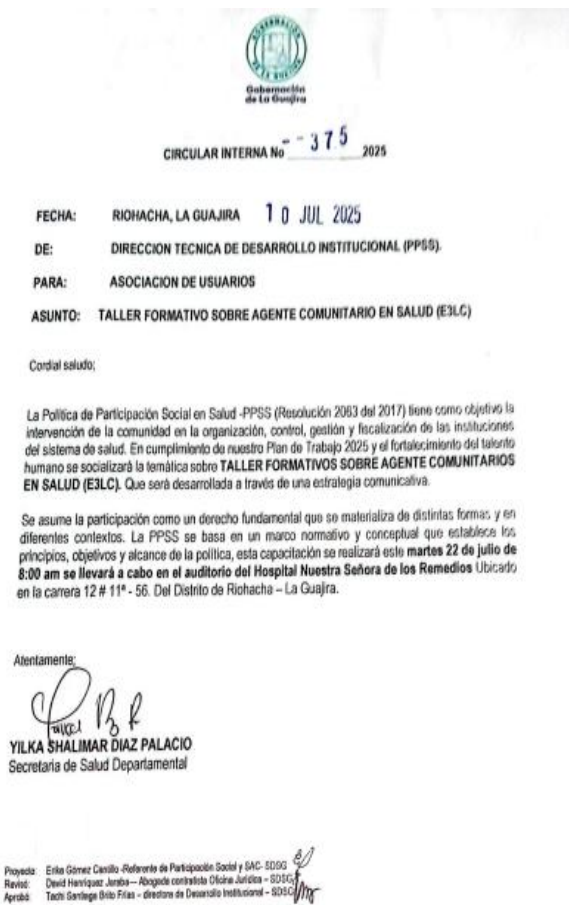 GOBERNACIÓN
DE LA GUAJIRA
Gobernación
de La Guajira
CIRCULAR INTERNA No --375 2025
FECHA: RIOHACHA, LA GUAJIRA 10 JUL 2025
DE: DIRECCION TECNICA DE DESARROLLO INSTITUCIONAL (PPSS).
PARA: ASOCIACION DE USUARIOS
ASUNTO: TALLER FORMATIVO SOBRE AGENTE COMUNITARIO EN SALUD (E3LC)
Cordial saludo;
La Política de Participación Social en Salud -PPSS (Resolución 2063 del 2017) tiene como objetivo la
intervención de la comunidad en la organización, control, gestión y fiscalización de las instituciones
del sistema de salud. En cumplimiento de nuestro Plan de Trabajo 2025 y el fortalecimiento del talento
humano se socializará la temática sobre TALLER FORMATIVOS SOBRE AGENTE COMUNITARIOS
EN SALUD (E3LC). Que será desarrollada a través de una estrategia comunicativa.
Se asume la participación como un derecho fundamental que se materializa de distintas formas y en
diferentes contextos. La PPSS se basa en un marco normativo y conceptual que establece los
principios, objetivos y alcance de la política, esta capacitación se realizará este martes 22 de julio de
8:00 am se llevará a cabo en el auditorio del Hospital Nuestra Señora de los Remedios Ubicado
en la carrera 12 # 11ª - 56. Del Distrito de Riohacha – La Guajira.
Atentamente;
YILKA SHALIMAR DIAZ PALACIO
Secretaria de Salud Departamental
Proyecta: Erika Gómez Carrillo -Referente de Participación Social y SAC- SDSG
Revisó: David Henríquez Jaraba— Abogado contratista Oficina Jurídica – SDSG
Aprobó: Santiega Brito Frías – directora de Desarrollo Institucional – SDSG